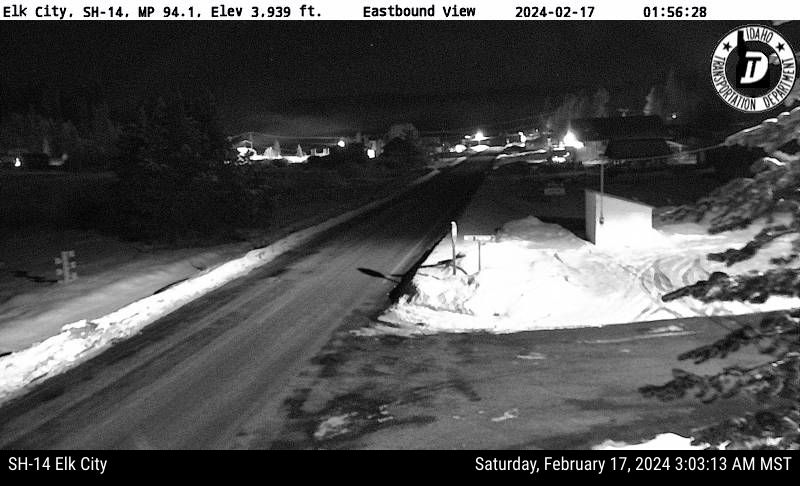 Elk City, SH-14, MP 94.1, Elev 3,939 ft. Eastbound View 2024-02-17 01:56:28
IDAHO
TRANSPORTATION DEPARTMENT
SH-14 Elk City Saturday, February 17, 2024 3:03:13 AM MST